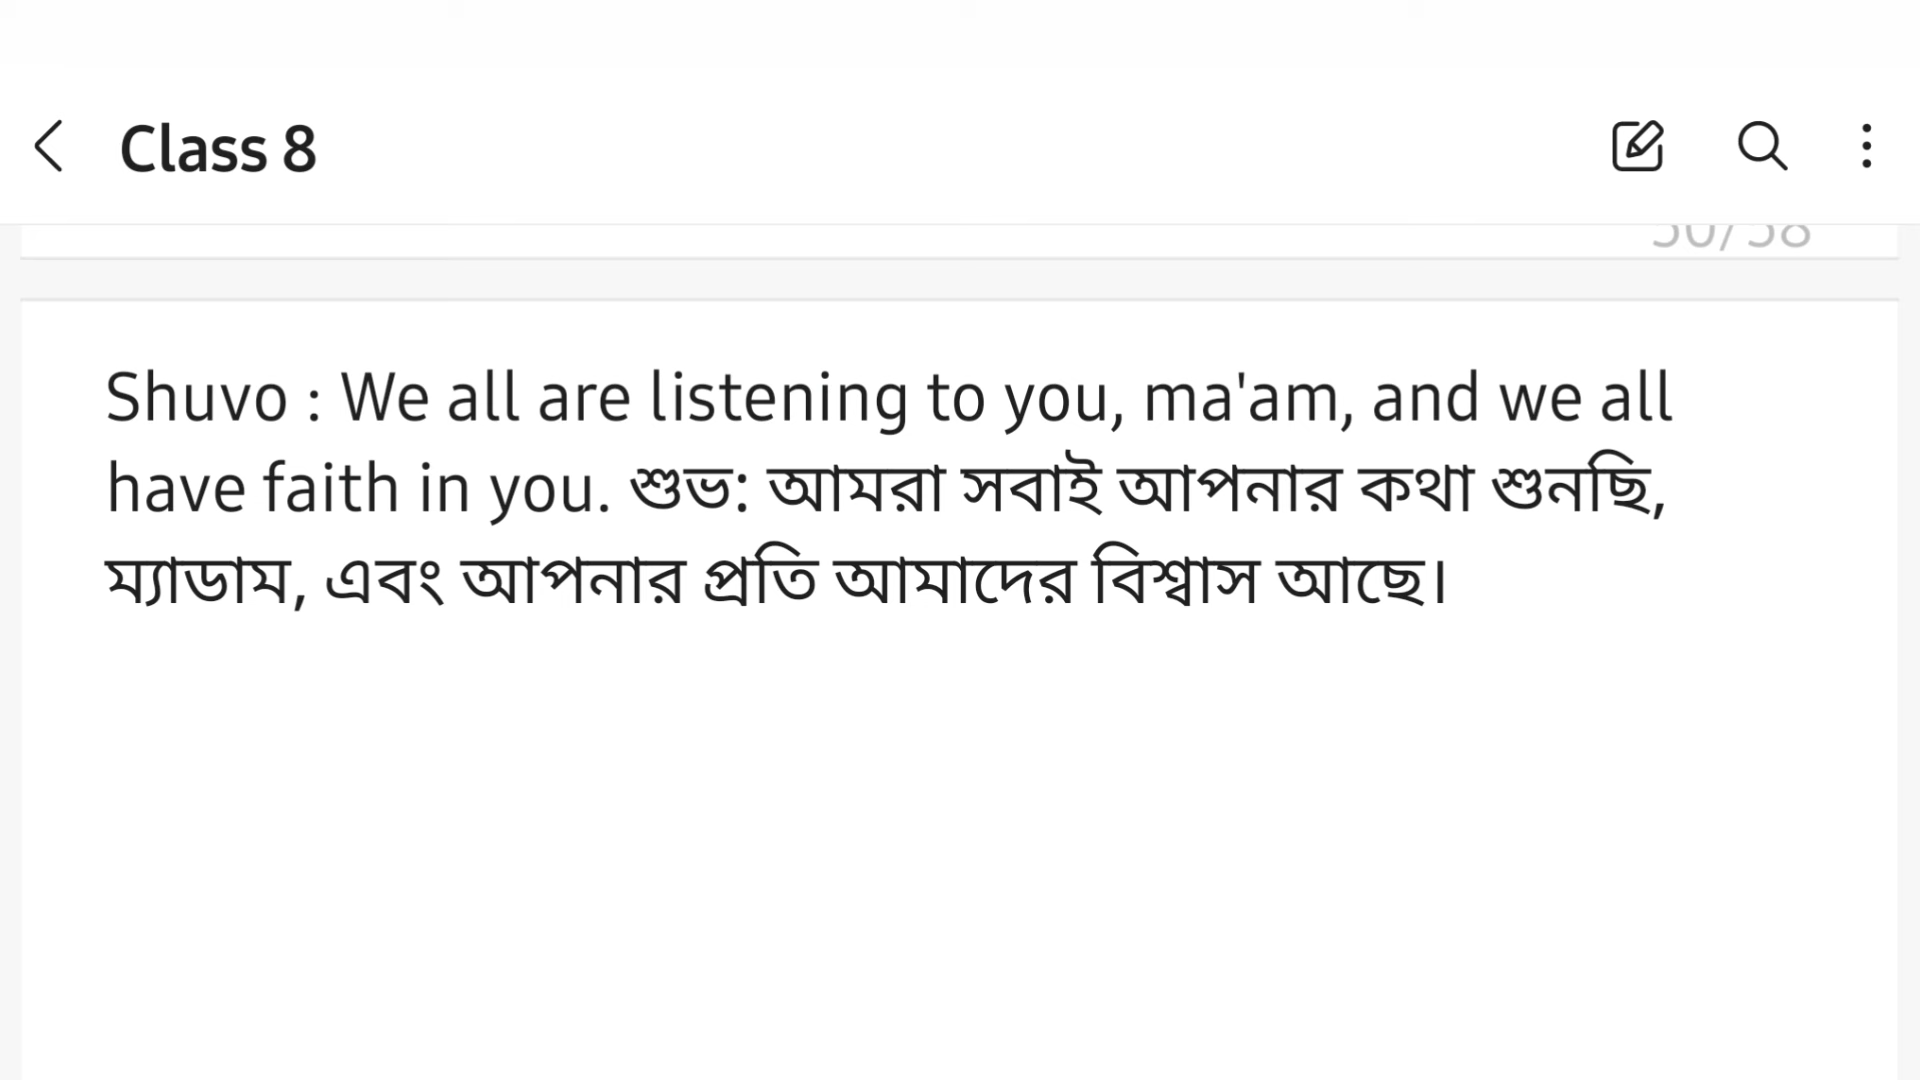 Class 8
Shuvo : We all are listening to you, ma'am, and we all
have faith in you. শুভ: আমরা সবাই আপনার কথা শুনছি,
ম্যাডাম, এবং আপনার প্রতি আমাদের বিশ্বাস আছে।